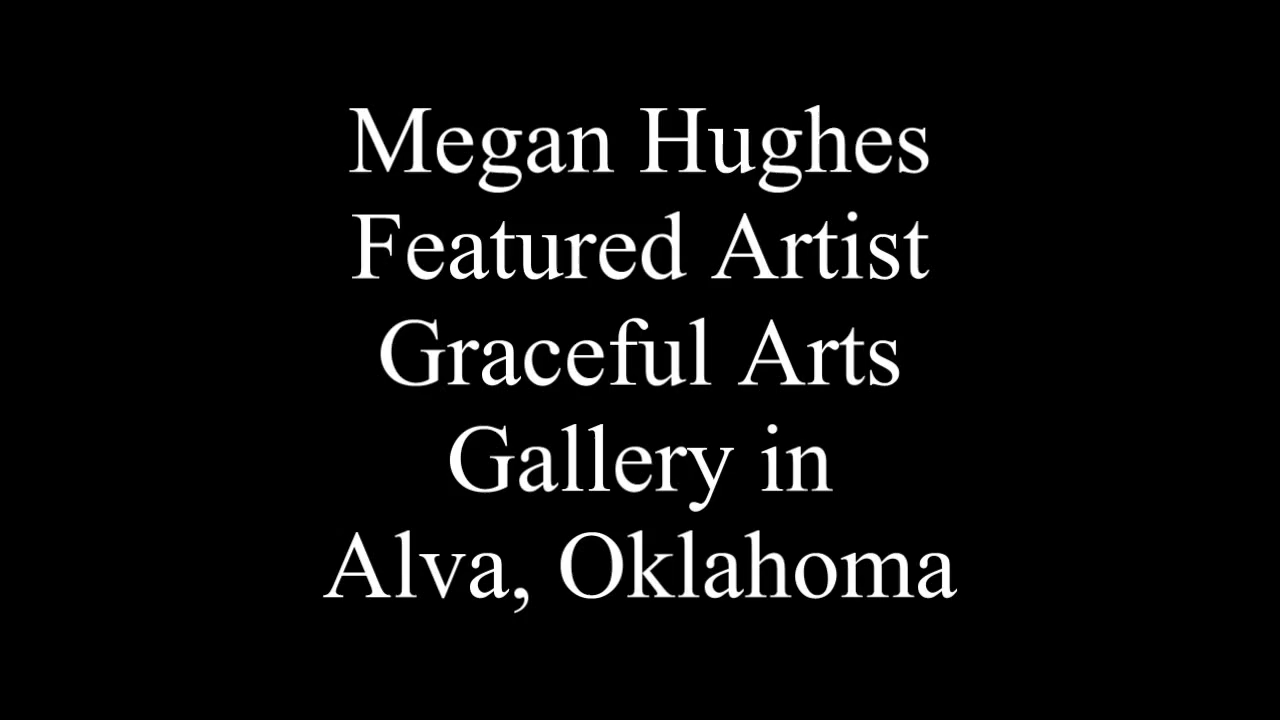 Megan Hughes
Featured Artist
Graceful Arts
Gallery in
Alva, Oklahoma